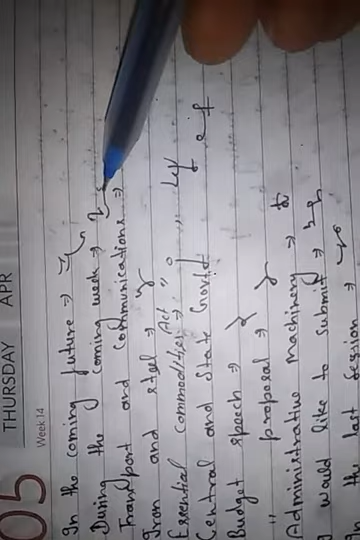 05
THURSDAY APR
Week 14
In the coming future →
During the coming week →
Transport and Communications →
Iron and steel →
Essential commodities →
" " Act "
Central and State Govt
Budget speech →
" proposal →
Administrative Machinery →
I would like to submit →
In the last session →